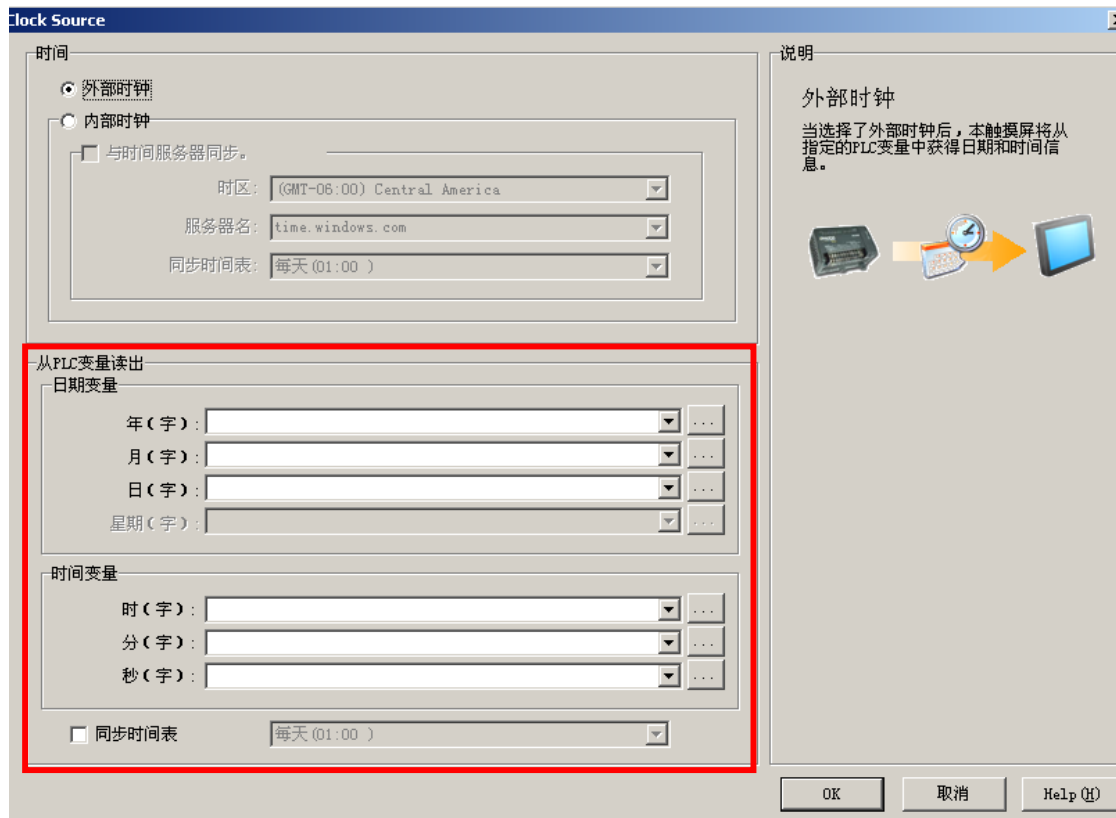 Clock Source
时间
外部时钟
内部时钟
与时间服务器同步。
时区: (GMT-06:00) Central America
服务器名: time.windows.com
同步时间表: 每天(01:00 )
从PLC变量读出
日期变量
年(字): ...
月(字): ...
日(字): ...
星期(字): ...
时间变量
时(字): ...
分(字): ...
秒(字): ...
同步时间表 每天(01:00 )
说明
外部时钟
当选择了外部时钟后，本触摸屏将从
指定的PLC变量中获得日期和时间信
息。
OK 取消 Help(H)